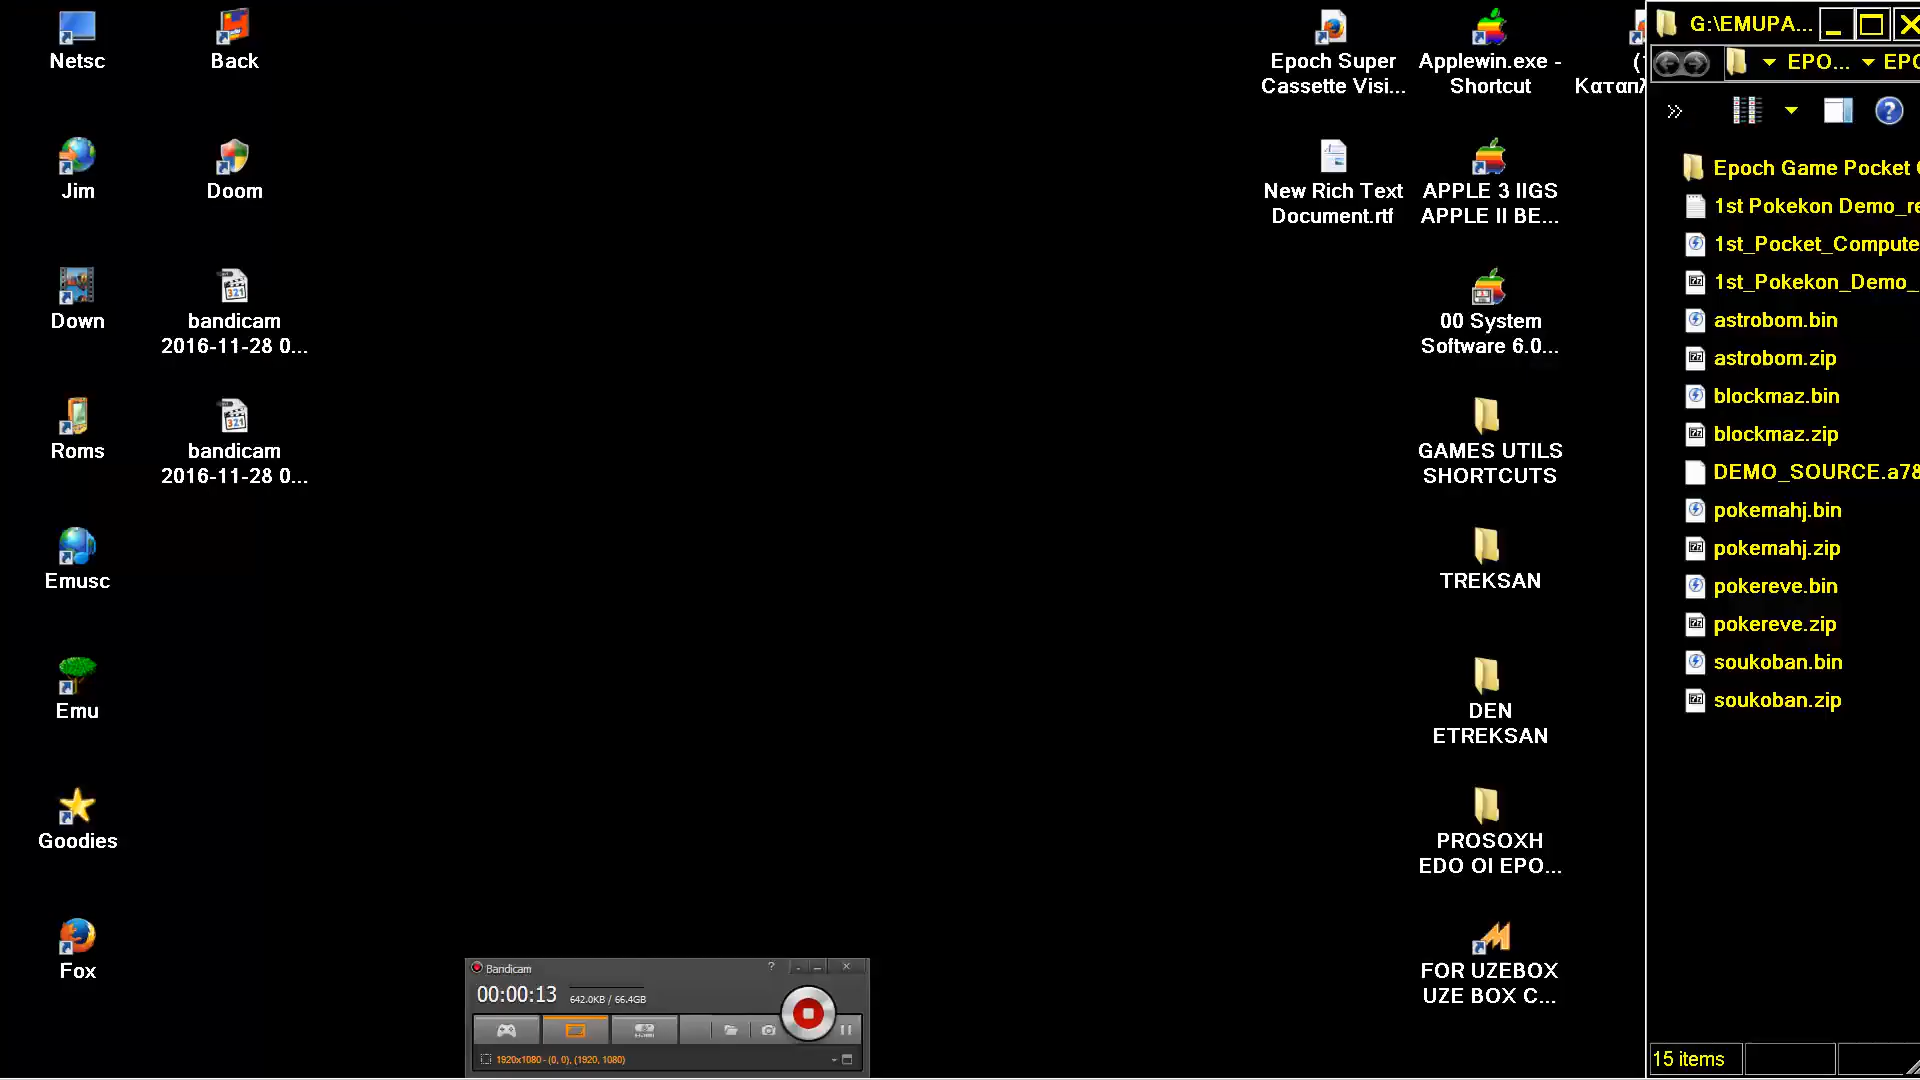 Netsc
Back
Jim
Doom
Down
bandicam
2016-11-28 0...
Roms
bandicam
2016-11-28 0...
Emusc
Emu
Goodies
Fox
Epoch Super
Cassette Visi...
Applewin.exe -
Shortcut
(
Καταπλ
New Rich Text
Document.rtf
APPLE 3 IIGS
APPLE II BE...
00 System
Software 6.0...
GAMES UTILS
SHORTCUTS
TREKSAN
DEN
ETREKSAN
PROSOXH
EDO OI EPO...
FOR UZEBOX
UZE BOX C...
G:\EMUPA...
EPO... EPO
Epoch Game Pocket
1st Pokekon Demo_re
1st_Pocket_Compute
1st_Pokekon_Demo_
astrobom.bin
astrobom.zip
blockmaz.bin
blockmaz.zip
DEMO_SOURCE.a78
pokemahj.bin
pokemahj.zip
pokereve.bin
pokereve.zip
soukoban.bin
soukoban.zip
15 items
Bandicam
00:00:13 642.0KB / 66.4GB
1920x1080 - (0, 0), (1920, 1080)